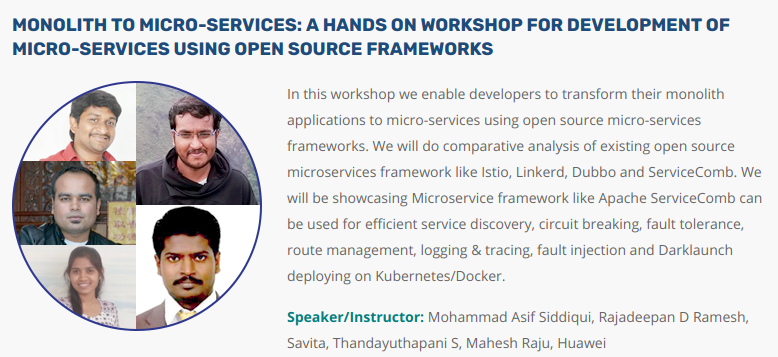 MONOLITH TO MICRO-SERVICES: A HANDS ON WORKSHOP FOR DEVELOPMENT OF
MICRO-SERVICES USING OPEN SOURCE FRAMEWORKS
In this workshop we enable developers to transform their monolith
applications to micro-services using open source micro-services
frameworks. We will do comparative analysis of existing open source
microservices framework like Istio, Linkerd, Dubbo and ServiceComb. We
will be showcasing Microservice framework like Apache ServiceComb can
be used for efficient service discovery, circuit breaking, fault tolerance,
route management, logging & tracing, fault injection and Darklaunch
deploying on Kubernetes/Docker.
Speaker/Instructor: Mohammad Asif Siddiqui, Rajadeepan D Ramesh,
Savita, Thandayuthapani S, Mahesh Raju, Huawei